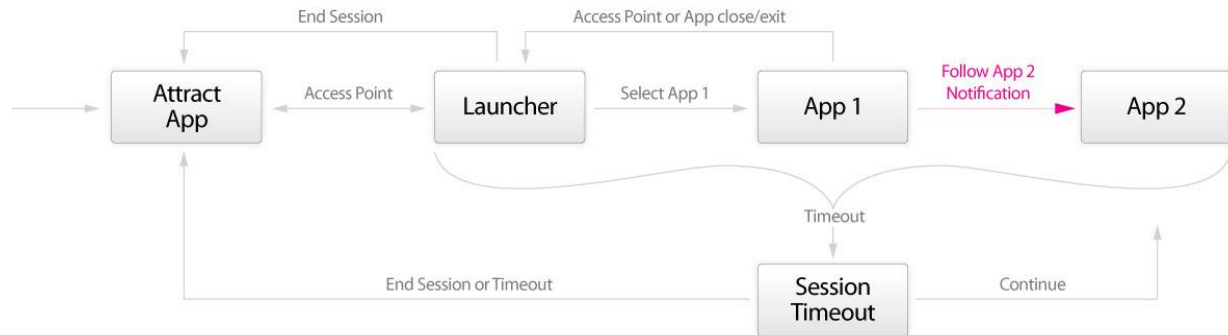 End Session
Access Point or App close/exit
Follow App 2
Notification
Attract
App
Access Point
Launcher
Select App 1
App 1
App 2
Timeout
End Session or Timeout
Session
Timeout
Continue